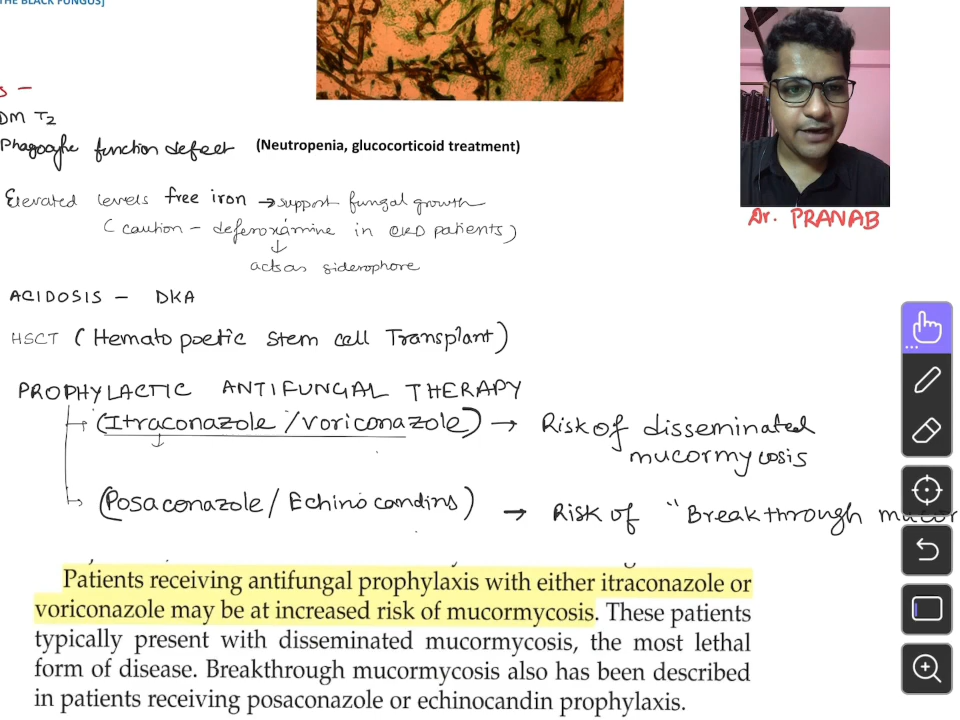 THE BLACK FUNGUS]
s -
DM T2
Phagocyte function defect (Neutropenia, glucocorticoid treatment)
Dr. PRANAB
Elevated levels free iron → support fungal growth
(caution - deferoxamine in CKD patients)
↓
acts as siderophore
ACIDOSIS - DKA
HSCT (Hematopoetic stem cell Transplant)
PROPHYLACTIC ANTIFUNGAL THERAPY
(Itraconazole / voriconazole) → Risk of disseminated
mucormycosis
(Posaconazole / Echinocandins) → Risk of "Breakthrough mucor
Patients receiving antifungal prophylaxis with either itraconazole or
voriconazole may be at increased risk of mucormycosis. These patients
typically present with disseminated mucormycosis, the most lethal
form of disease. Breakthrough mucormycosis also has been described
in patients receiving posaconazole or echinocandin prophylaxis.